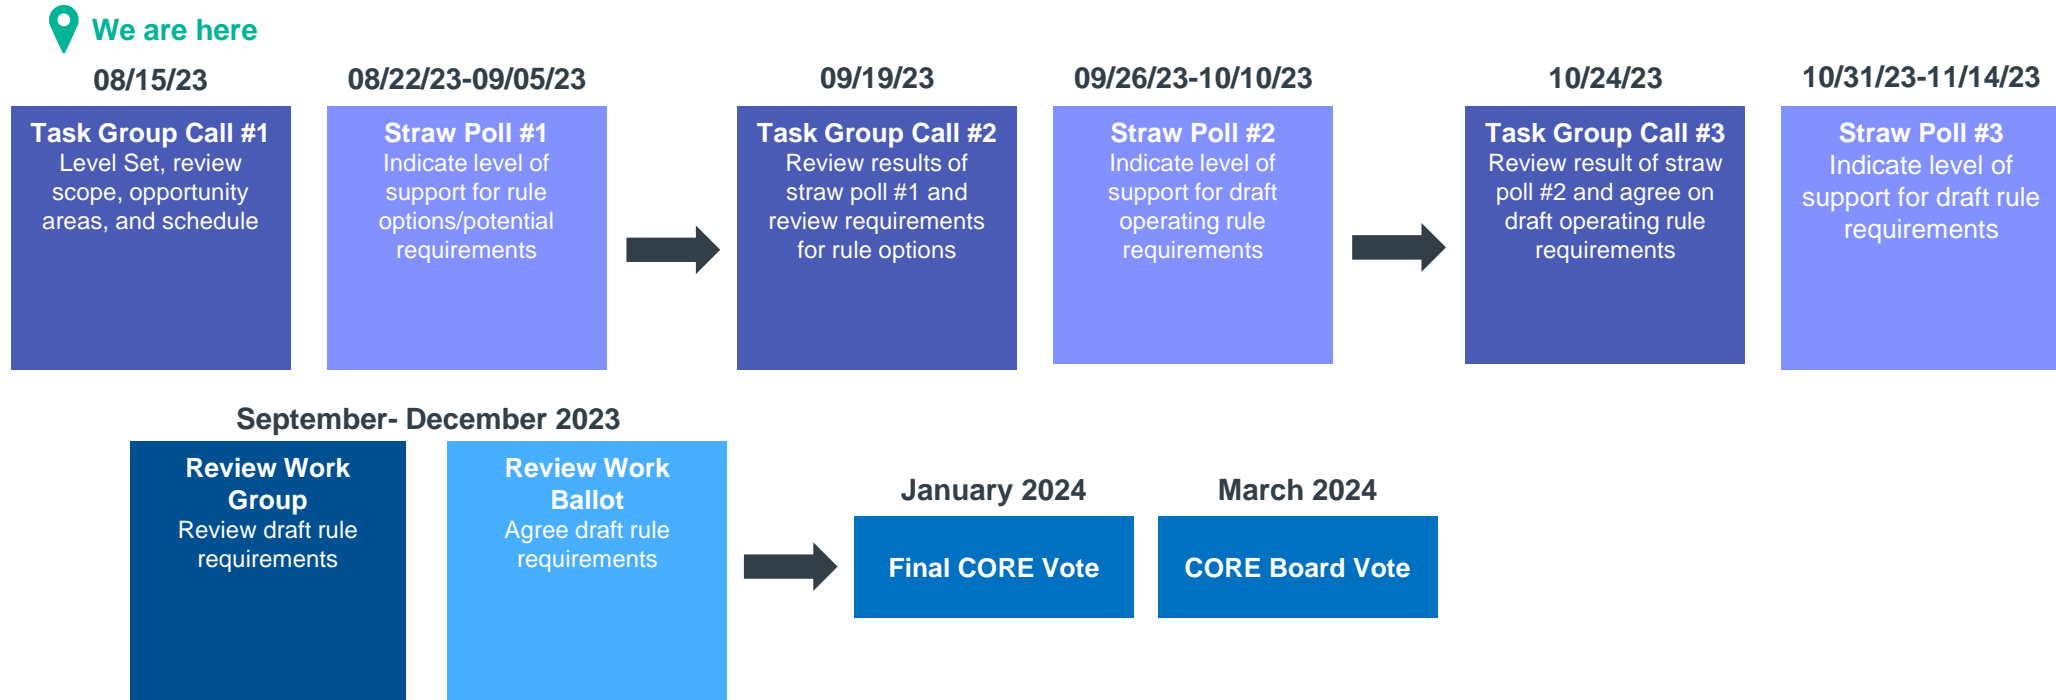 We are here
08/15/23
Task Group Call #1
Level Set, review
scope, opportunity
areas, and schedule
08/22/23-09/05/23
Straw Poll #1
Indicate level of
support for rule
options/potential
requirements
09/19/23
Task Group Call #2
Review results of
straw poll #1 and
review requirements
for rule options
09/26/23-10/10/23
Straw Poll #2
Indicate level of
support for draft
operating rule
requirements
10/24/23
Task Group Call #3
Review result of straw
poll #2 and agree on
draft operating rule
requirements
10/31/23-11/14/23
Straw Poll #3
Indicate level of
support for draft rule
requirements
September- December 2023
Review Work
Group
Review draft rule
requirements
Review Work
Ballot
Agree draft rule
requirements
January 2024
Final CORE Vote
March 2024
CORE Board Vote